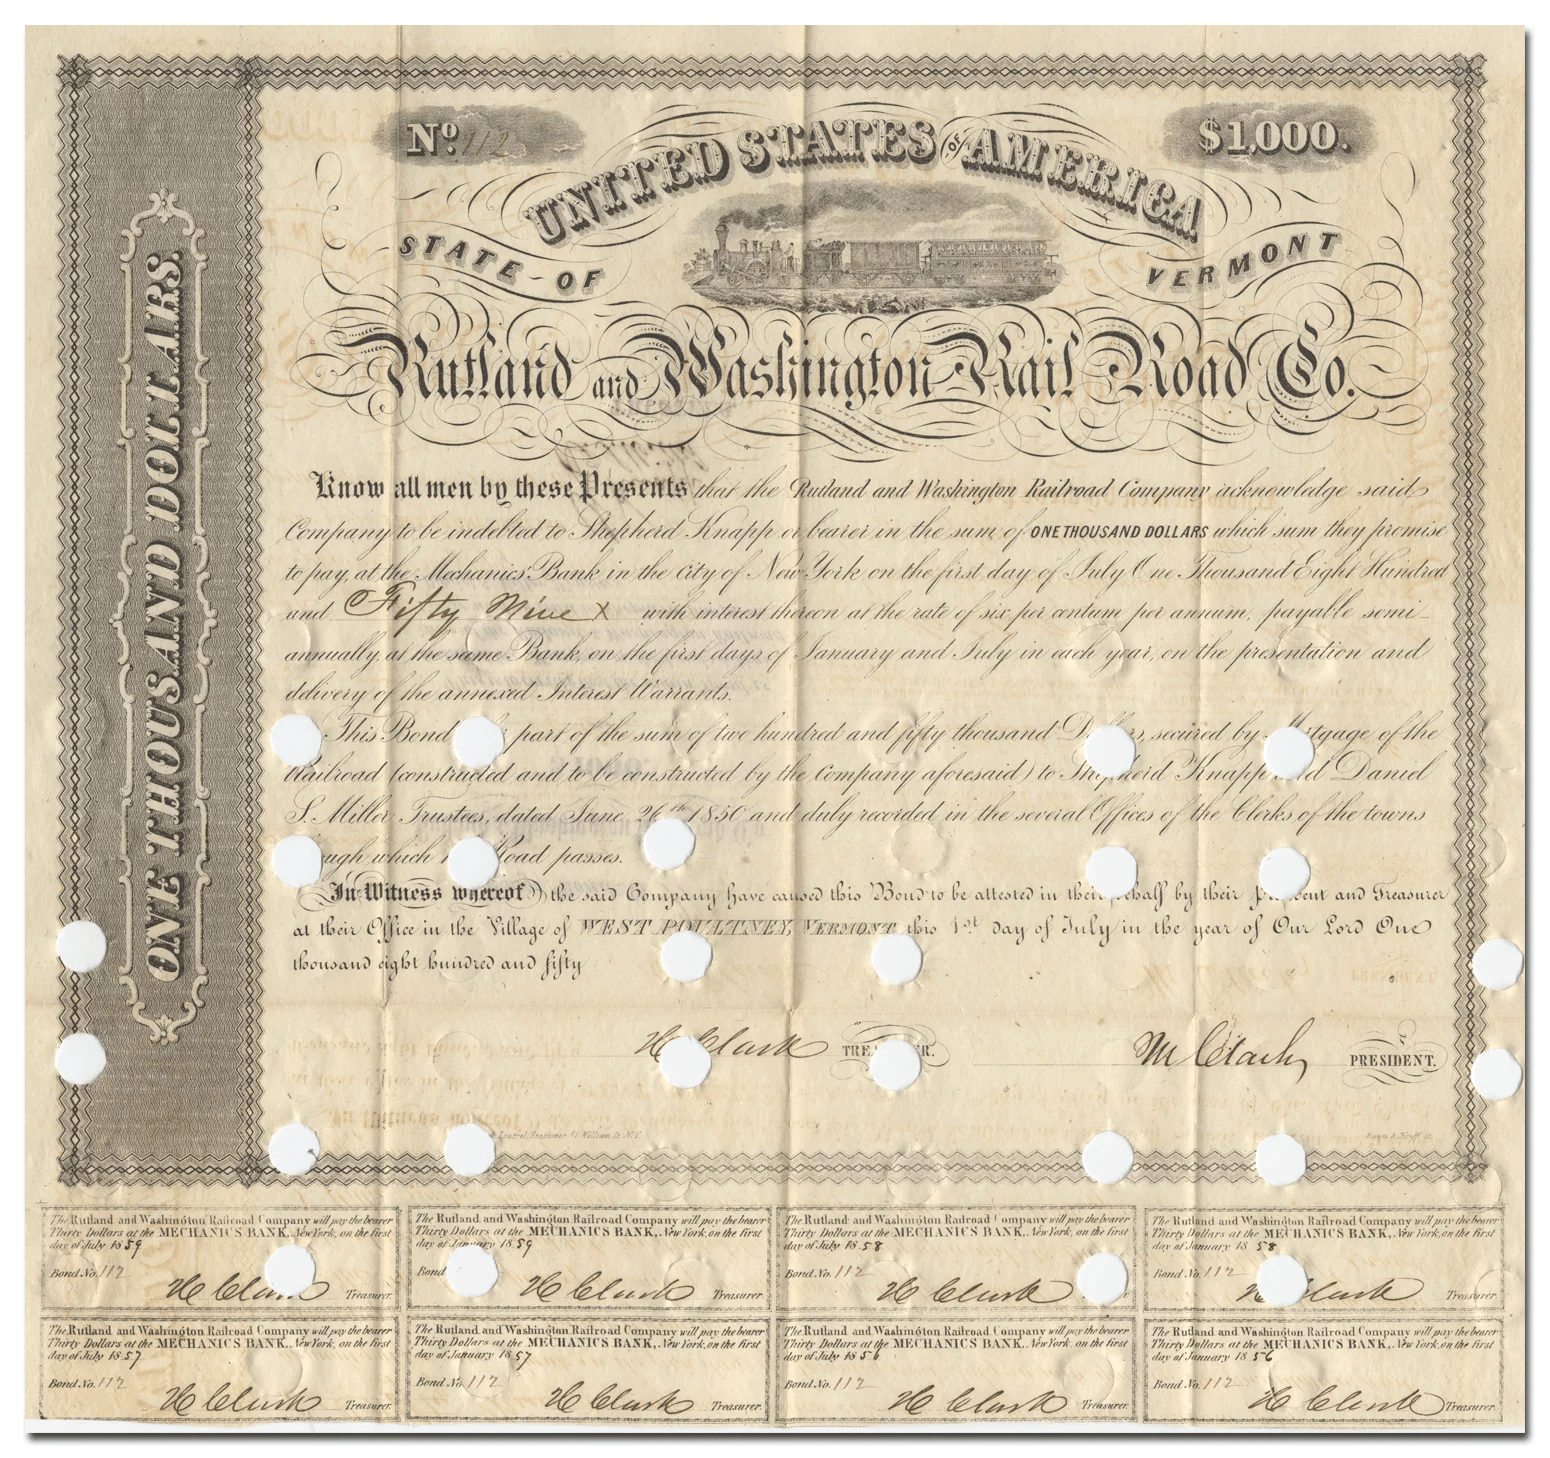 No. 112
$1,000.
UNITED STATES OF AMERICA
STATE OF VERMONT
Rutland and Washington Rail Road Co.
ONE THOUSAND DOLLARS.
Know all men by these Presents that the Rutland and Washington Railroad Company acknowledge said
Company to be indebted to Shepherd Knapp or bearer in the sum of ONE THOUSAND DOLLARS which sum they promise
to pay, at the Mechanics' Bank in the City of New York on the first day of July One Thousand Eight Hundred
and Fifty Nine x with interest thereon at the rate of six per centum per annum, payable semi-
annually, at the same Bank, on the first days of January and July in each year, on the presentation and
delivery of the annexed Interest Warrants.
This Bond part of the sum of two hundred and fifty thousand Dollars, secured by Mortgage of the
Railroad (constructed and to be constructed by the Company aforesaid) to Shepherd Knapp and Daniel
S. Miller Trustees, dated June 26th 1850 and duly recorded in the several Offices of the Clerks of the towns
through which Road passes.
In Witness whereof the said Company have caused this Bond to be attested in their behalf by their President and Treasurer
at their Office in the Village of WEST POULTNEY, VERMONT this 1st day of July in the year of Our Lord One
thousand eight hundred and fifty
H Clark TREASURER. M Clark PRESIDENT.
The Rutland and Washington Railroad Company will pay the bearer
Thirty Dollars at the MECHANICS BANK, New York, on the first
day of July 1859
Bond No. 112
H Clark Treasurer.
The Rutland and Washington Railroad Company will pay the bearer
Thirty Dollars at the MECHANICS BANK, New York, on the first
day of January 1859
Bond
H Clark Treasurer.
The Rutland and Washington Railroad Company will pay the bearer
Thirty Dollars at the MECHANICS BANK, New York, on the first
day of July 1858
Bond No. 112
H Clark Treasurer.
The Rutland and Washington Railroad Company will pay the bearer
Thirty Dollars at the MECHANICS BANK, New York, on the first
day of January 1858
Bond No. 112
H Clark Treasurer.
The Rutland and Washington Railroad Company will pay the bearer
Thirty Dollars at the MECHANICS BANK, New York, on the first
day of July 1857
Bond No. 112
H Clark Treasurer.
The Rutland and Washington Railroad Company will pay the bearer
Thirty Dollars at the MECHANICS BANK, New York, on the first
day of January 1857
Bond No. 112
H Clark Treasurer.
The Rutland and Washington Railroad Company will pay the bearer
Thirty Dollars at the MECHANICS BANK, New York, on the first
day of July 1856
Bond No. 112
H Clark Treasurer.
The Rutland and Washington Railroad Company will pay the bearer
Thirty Dollars at the MECHANICS BANK, New York, on the first
day of January 1856
Bond No. 112
H Clark Treasurer.